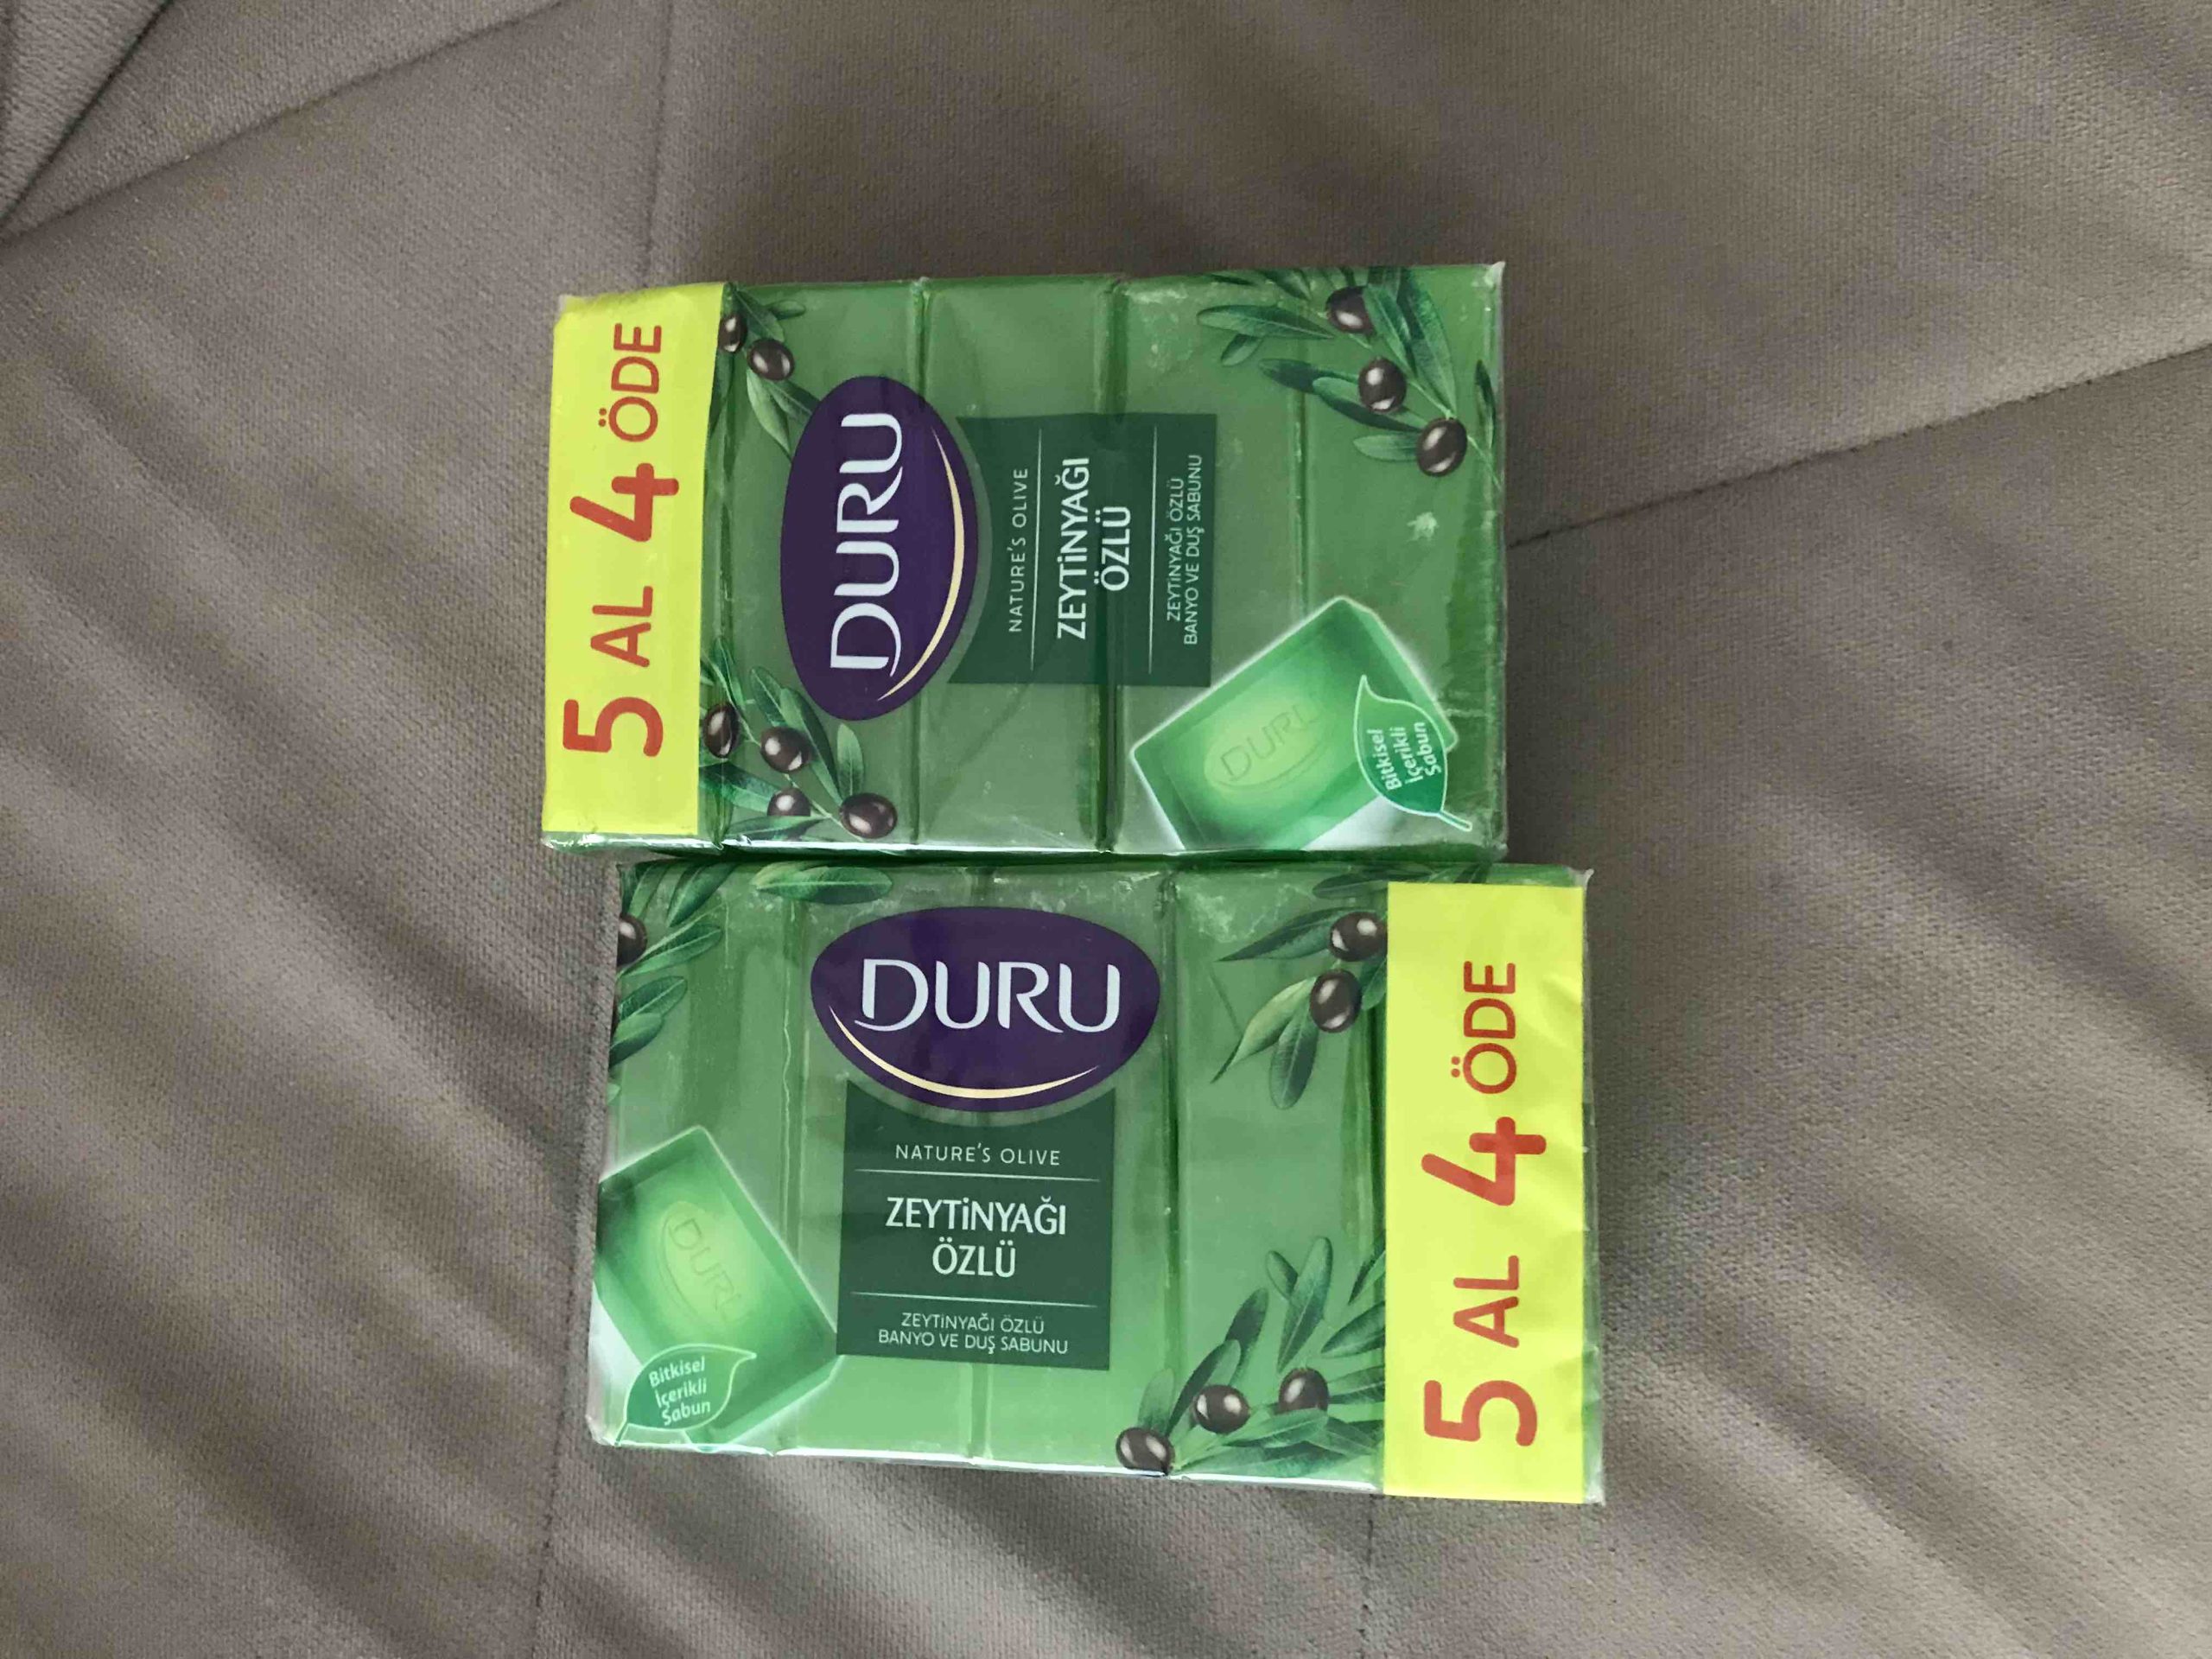 5 AL 4 ÖDE
DURU
NATURE'S OLIVE
ZEYTİNYAĞI
ÖZLÜ
ZEYTİNYAĞI ÖZLÜ
BANYO VE DUŞ SABUNU
DURU
Bitkisel
İçerikli
Sabun
DURU
NATURE'S OLIVE
ZEYTİNYAĞI
ÖZLÜ
ZEYTİNYAĞI ÖZLÜ
BANYO VE DUŞ SABUNU
DURU
Bitkisel
İçerikli
Sabun
5 AL 4 ÖDE